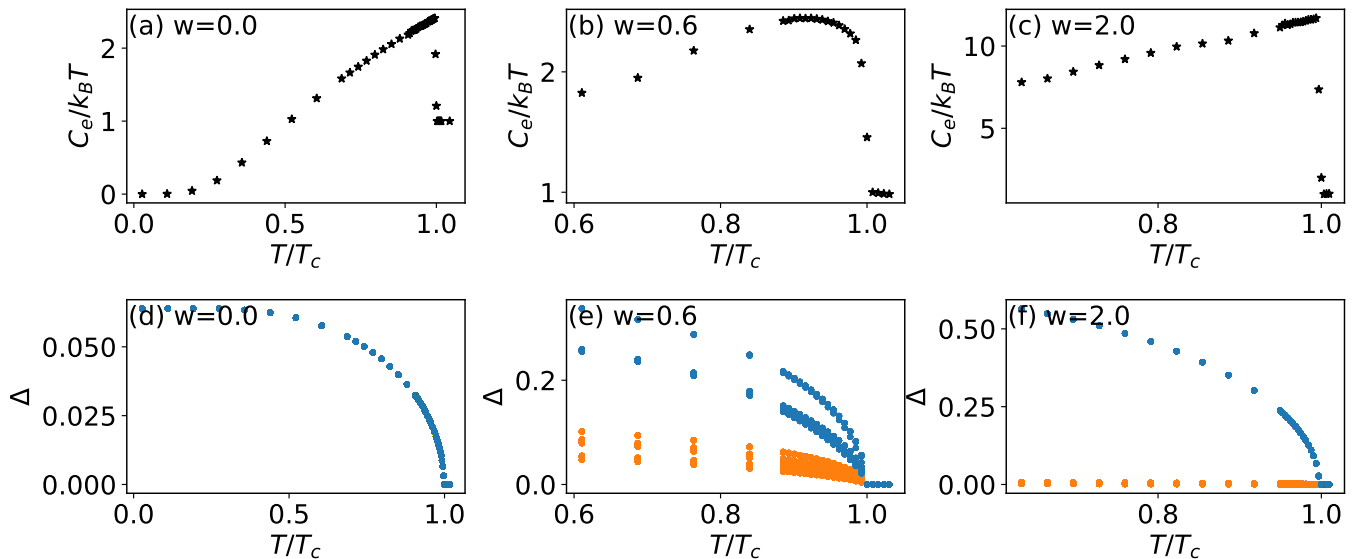 (a) w=0.0
(b) w=0.6
(c) w=2.0
C_e/k_BT
2
1
0
0.0
0.5
1.0
T/T_c
C_e/k_BT
2
1
0.6
0.8
1.0
T/T_c
C_e/k_BT
10
5
0.8
1.0
T/T_c
(d) w=0.0
(e) w=0.6
(f) w=2.0
Δ
0.050
0.025
0.000
0.0
0.5
1.0
T/T_c
Δ
0.2
0.0
0.6
0.8
1.0
T/T_c
Δ
0.50
0.25
0.00
0.8
1.0
T/T_c